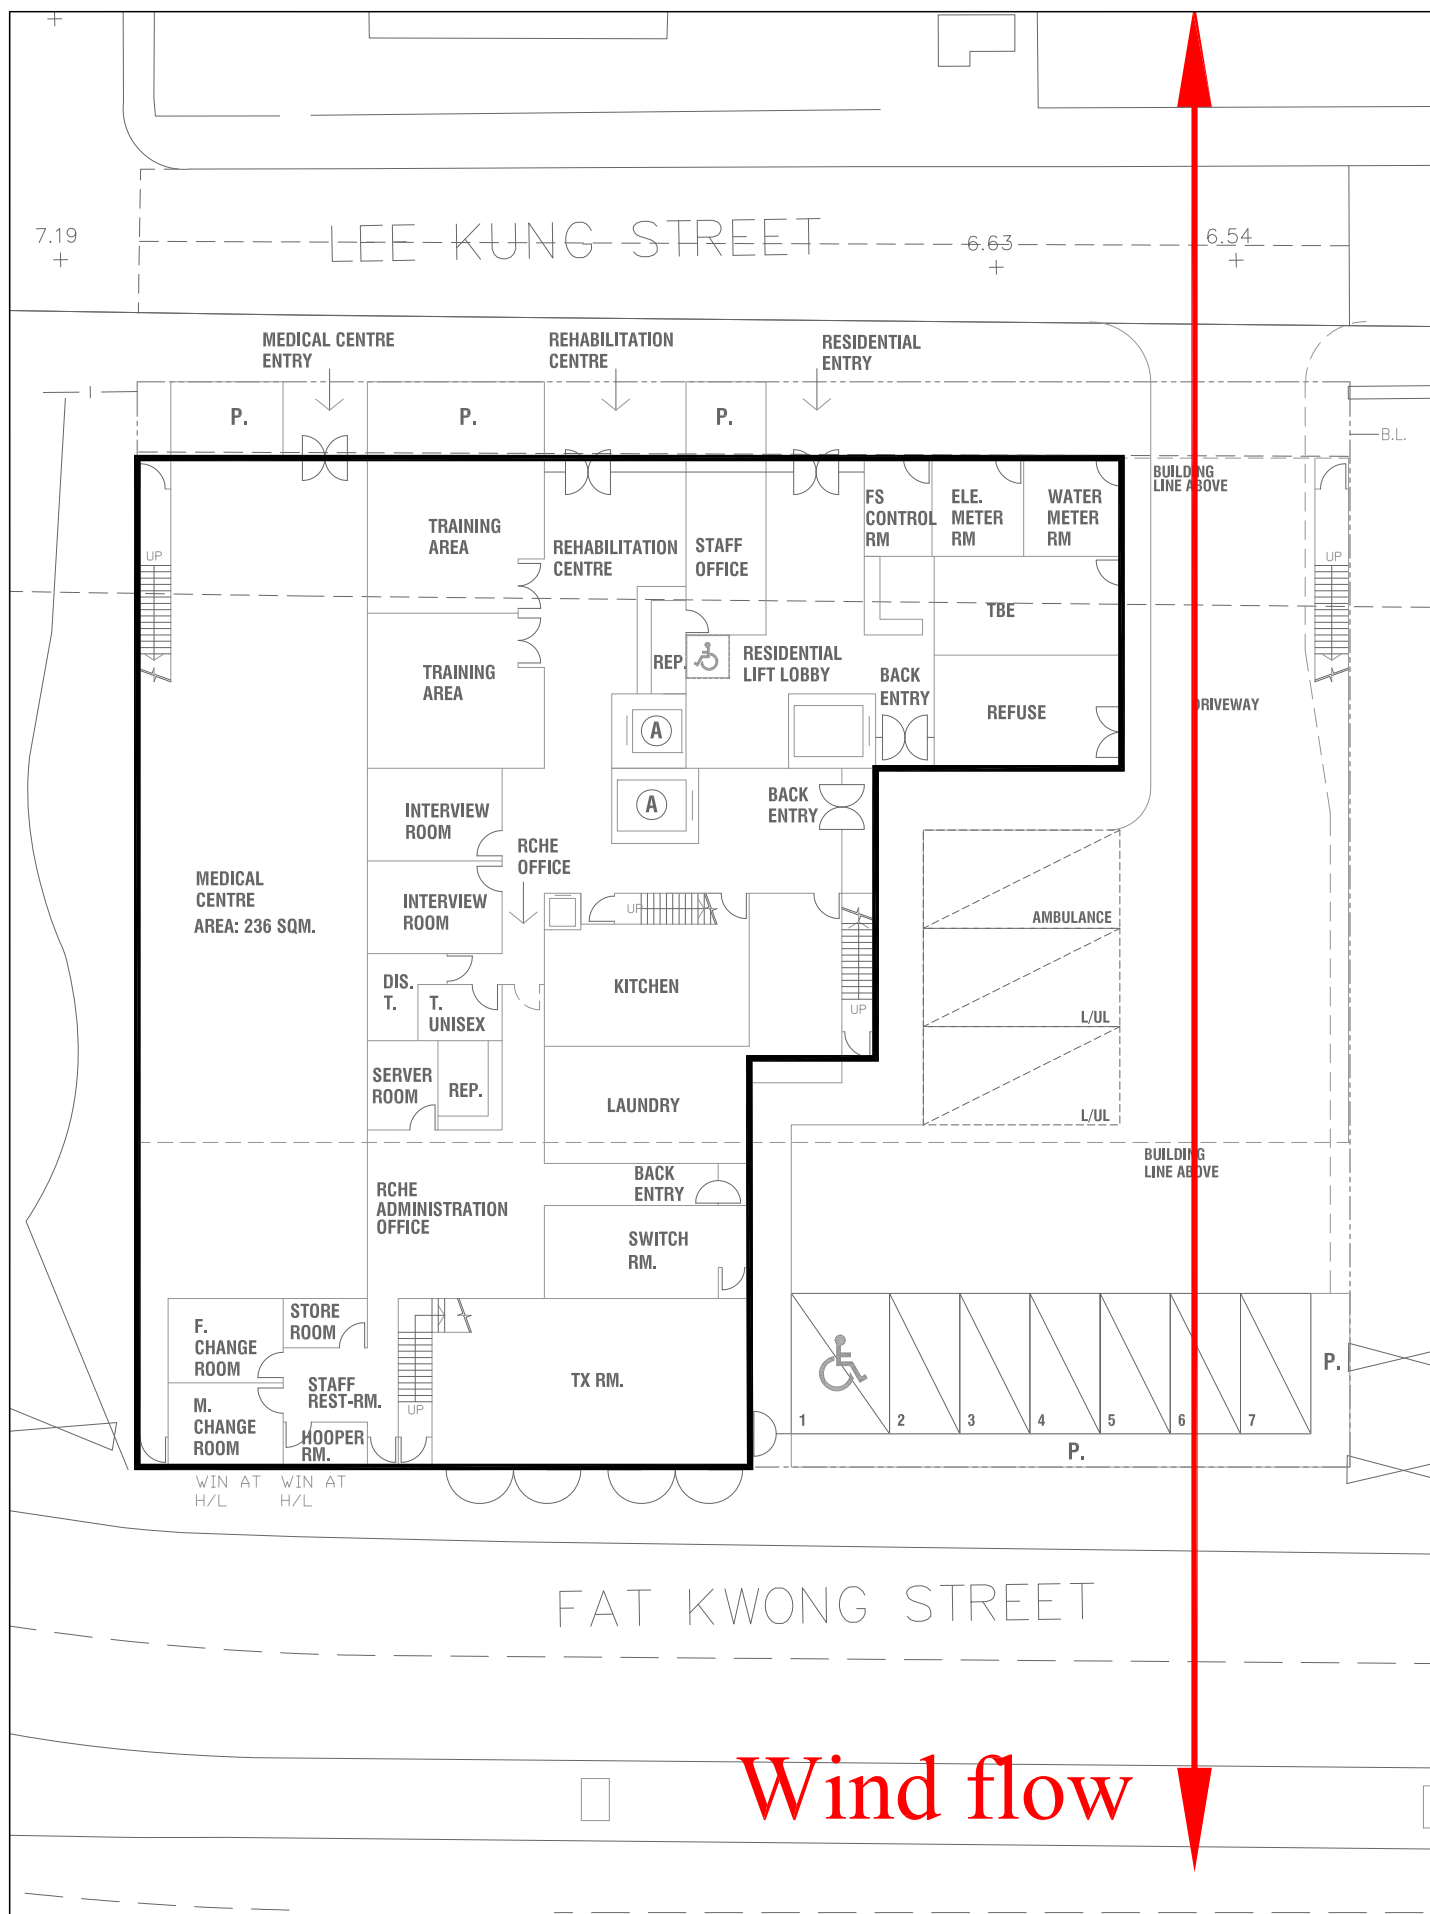 LEE KUNG STREET
7.19
6.63
6.54
MEDICAL CENTRE
ENTRY
REHABILITATION
CENTRE
RESIDENTIAL
ENTRY
P.
P.
P.
B.L.
BUILDING
LINE ABOVE
UP
TRAINING
AREA
REHABILITATION
CENTRE
STAFF
OFFICE
FS
CONTROL
RM
ELE.
METER
RM
WATER
METER
RM
UP
TBE
TRAINING
AREA
REP.
RESIDENTIAL
LIFT LOBBY
BACK
ENTRY
REFUSE
DRIVEWAY
A
A
INTERVIEW
ROOM
BACK
ENTRY
RCHE
OFFICE
MEDICAL
CENTRE
AREA: 236 SQM.
INTERVIEW
ROOM
UP
AMBULANCE
DIS.
T.
T.
UNISEX
KITCHEN
UP
L/UL
SERVER
ROOM
REP.
LAUNDRY
L/UL
BUILDING
LINE ABOVE
RCHE
ADMINISTRATION
OFFICE
BACK
ENTRY
SWITCH
RM.
F.
CHANGE
ROOM
STORE
ROOM
STAFF
REST-RM.
M.
CHANGE
ROOM
HOOPER
RM.
UP
TX RM.
P.
1
2
3
4
5
6
7
P.
WIN AT
H/L
WIN AT
H/L
FAT KWONG STREET
Wind flow